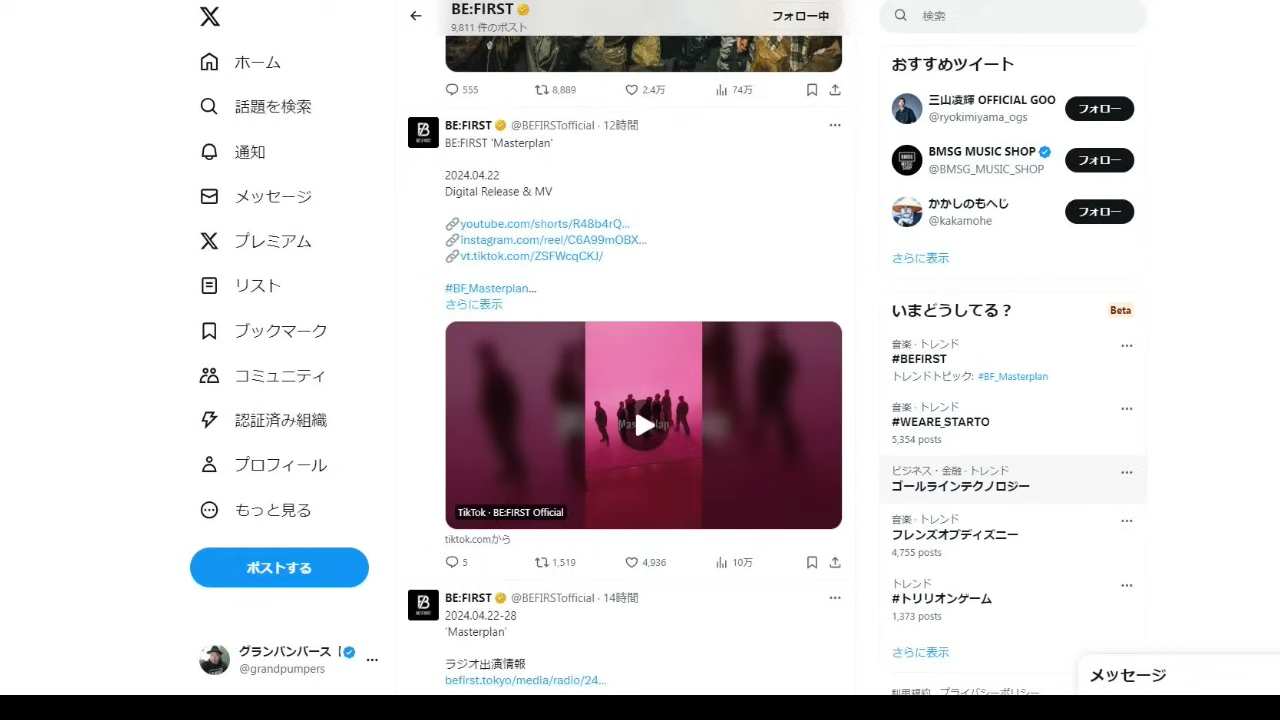 ホーム
話題を検索
通知
メッセージ
プレミアム
リスト
ブックマーク
コミュニティ
認証済み組織
プロフィール
もっと見る
ポストする
グランバンバース
@grandpumpers
BE:FIRST
9,811 件のポスト
フォロー中
555 8,889 2.4万 74万
BE:FIRST @BEFIRSTofficial · 12時間
BE:FIRST 'Masterplan'
2024.04.22
Digital Release & MV
youtube.com/shorts/R48b4rQ...
instagram.com/reel/C6A99mOBX...
vt.tiktok.com/ZSFWcqCKJ/
#BF_Masterplan...
さらに表示
TikTok · BE:FIRST Official
tiktok.comから
5 1,519 4,936 10万
BE:FIRST @BEFIRSTofficial · 14時間
2024.04.22-28
'Masterplan'
ラジオ出演情報
befirst.tokyo/media/radio/24...
検索
おすすめツイート
三山凌輝 OFFICIAL GOO
@ryokimiyama_ogs
フォロー
BMSG MUSIC SHOP
@BMSG_MUSIC_SHOP
フォロー
かかしのもへじ
@kakamohe
フォロー
さらに表示
いまどうしてる？
Beta
音楽 · トレンド
#BEFIRST
トレンドトピック: #BF_Masterplan
音楽 · トレンド
#WEARE_STARTO
5,354 posts
ビジネス・金融 · トレンド
ゴールラインテクノロジー
音楽 · トレンド
フレンズオブディズニー
4,755 posts
トレンド
#トリリオンゲーム
1,373 posts
さらに表示
利用規約 プライバシーポリシー
メッセージ